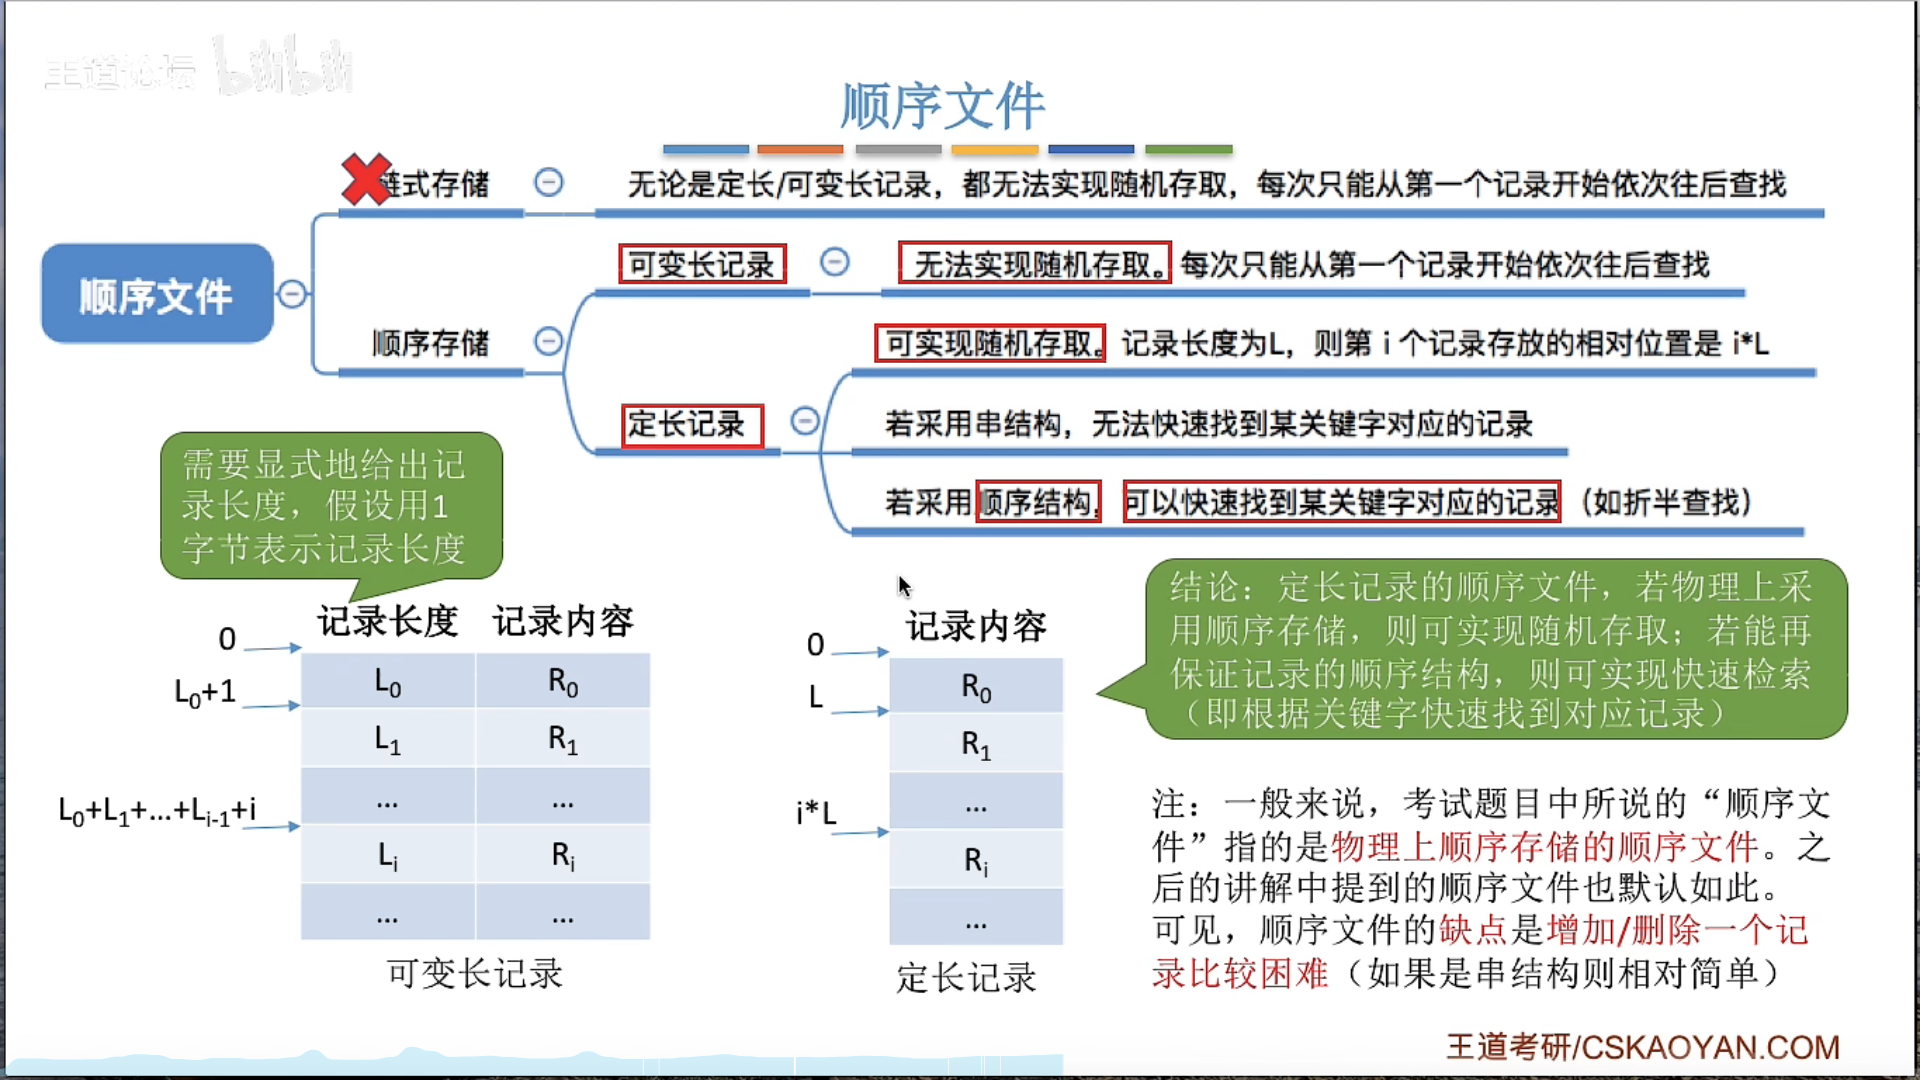 王道论坛 bilibili
顺序文件
链式存储
无论是定长/可变长记录，都无法实现随机存取，每次只能从第一个记录开始依次往后查找
顺序文件
可变长记录
无法实现随机存取。每次只能从第一个记录开始依次往后查找
顺序存储
可实现随机存取。记录长度为L，则第 i 个记录存放的相对位置是 i*L
定长记录
若采用串结构，无法快速找到某关键字对应的记录
若采用顺序结构，可以快速找到某关键字对应的记录（如折半查找）
需要显式地给出记
录长度，假设用1
字节表示记录长度
记录长度 记录内容
0
L0 R0
L0+1
L1 R1
... ...
L0+L1+...+Li-1+i
Li Ri
... ...
可变长记录
记录内容
0
R0
L
R1
...
i*L
Ri
...
定长记录
结论：定长记录的顺序文件，若物理上采
用顺序存储，则可实现随机存取；若能再
保证记录的顺序结构，则可实现快速检索
（即根据关键字快速找到对应记录）
注：一般来说，考试题目中所说的“顺序文
件”指的是物理上顺序存储的顺序文件。之
后的讲解中提到的顺序文件也默认如此。
可见，顺序文件的缺点是增加/删除一个记
录比较困难（如果是串结构则相对简单）
王道考研/CSKAOYAN.COM